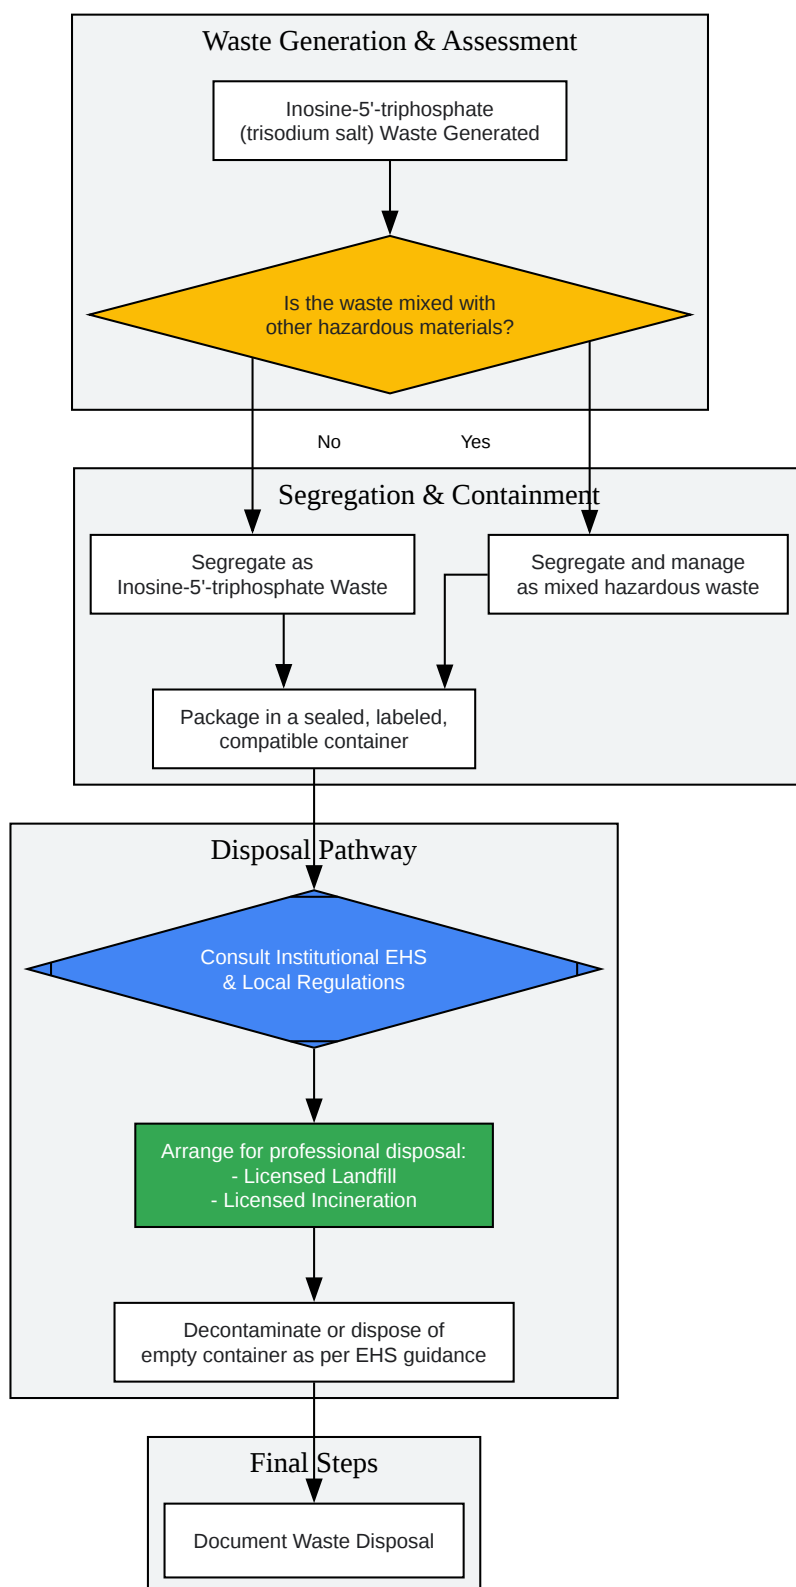 Waste Generation & Assessment
Inosine-5'-triphosphate
(trisodium salt) Waste Generated
Is the waste mixed with
other hazardous materials?
No
Yes
Segregation & Containment
Segregate as
Inosine-5'-triphosphate Waste
Segregate and manage
as mixed hazardous waste
Package in a sealed, labeled,
compatible container
Disposal Pathway
Consult Institutional EHS
& Local Regulations
Arrange for professional disposal:
- Licensed Landfill
- Licensed Incineration
Decontaminate or dispose of
empty container as per EHS guidance
Final Steps
Document Waste Disposal